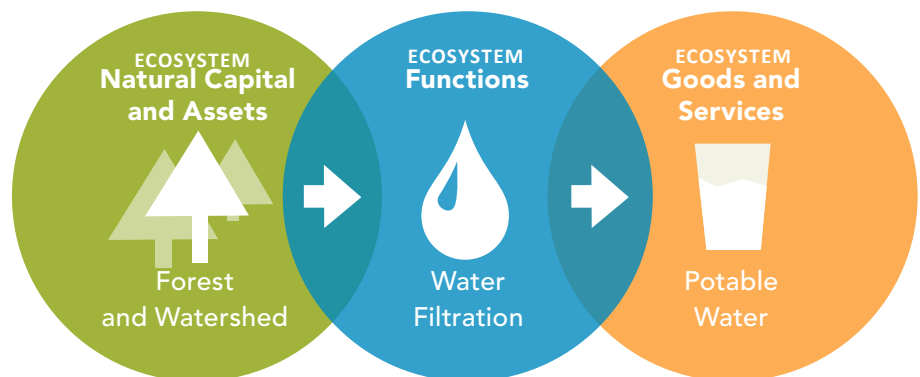 ECOSYSTEM
Natural Capital
and Assets
Forest
and Watershed
ECOSYSTEM
Functions
Water
Filtration
ECOSYSTEM
Goods and
Services
Potable
Water